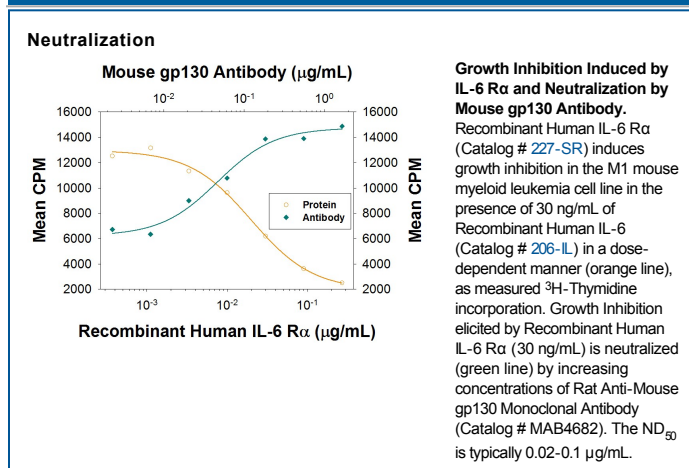 Neutralization
Mouse gp130 Antibody (μg/mL)
10⁻² 10⁻¹ 10⁰
16000 16000
14000 14000
12000 12000
10000 10000
8000 8000
6000 6000
4000 4000
2000 2000
Mean CPM
Mean CPM
Protein
Antibody
10⁻³ 10⁻² 10⁻¹
Recombinant Human IL-6 Rα (μg/mL)
Growth Inhibition Induced by
IL-6 Rα and Neutralization by
Mouse gp130 Antibody.
Recombinant Human IL-6 Rα
(Catalog # 227-SR) induces
growth inhibition in the M1 mouse
myeloid leukemia cell line in the
presence of 30 ng/mL of
Recombinant Human IL-6
(Catalog # 206-IL) in a dose-
dependent manner (orange line),
as measured ³H-Thymidine
incorporation. Growth Inhibition
elicited by Recombinant Human
IL-6 Rα (30 ng/mL) is neutralized
(green line) by increasing
concentrations of Rat Anti-Mouse
gp130 Monoclonal Antibody
(Catalog # MAB4682). The ND₅₀
is typically 0.02-0.1 µg/mL.